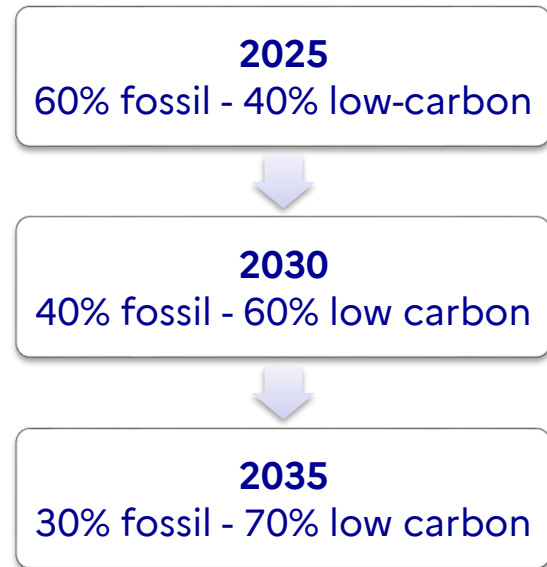 2025
60% fossil - 40% low-carbon
2030
40% fossil - 60% low carbon
2035
30% fossil - 70% low carbon